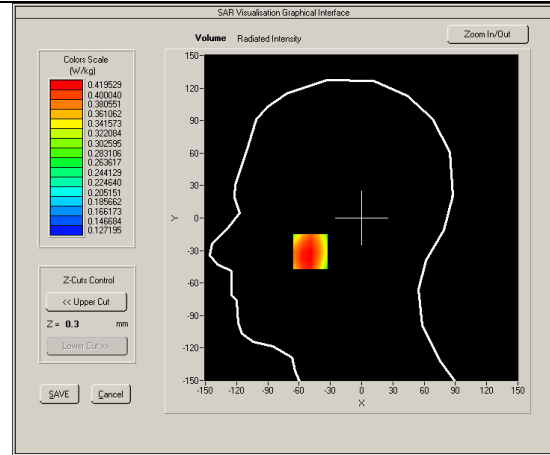 SAR Visualisation Graphical Interface
Volume Radiated Intensity
Zoom In/Out
Colors Scale
(W/kg)
0.419529
0.400040
0.380551
0.361062
0.341573
0.322084
0.302595
0.283106
0.263617
0.244129
0.224640
0.205151
0.185662
0.166173
0.146684
0.127195
Z-Cuts Control
<< Upper Cut
Z = 0.3 mm
Lower Cut >>
SAVE Cancel
150
120
90
60
30
0
-30
-60
-90
-120
-150
Y
-150 -120 -90 -60 -30 0 30 60 90 120 150
X